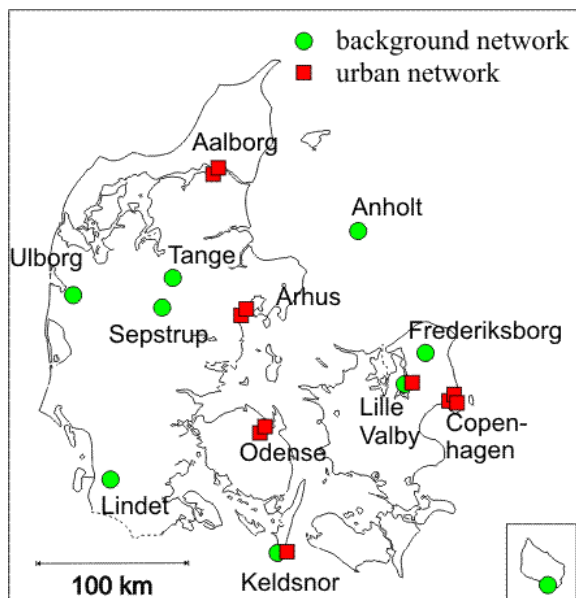 background network
urban network
Aalborg
Anholt
Ulborg
Tange
Århus
Sepstrup
Frederiksborg
Lille
Valby
Copen-
hagen
Odense
Lindet
Keldsnor
100 km